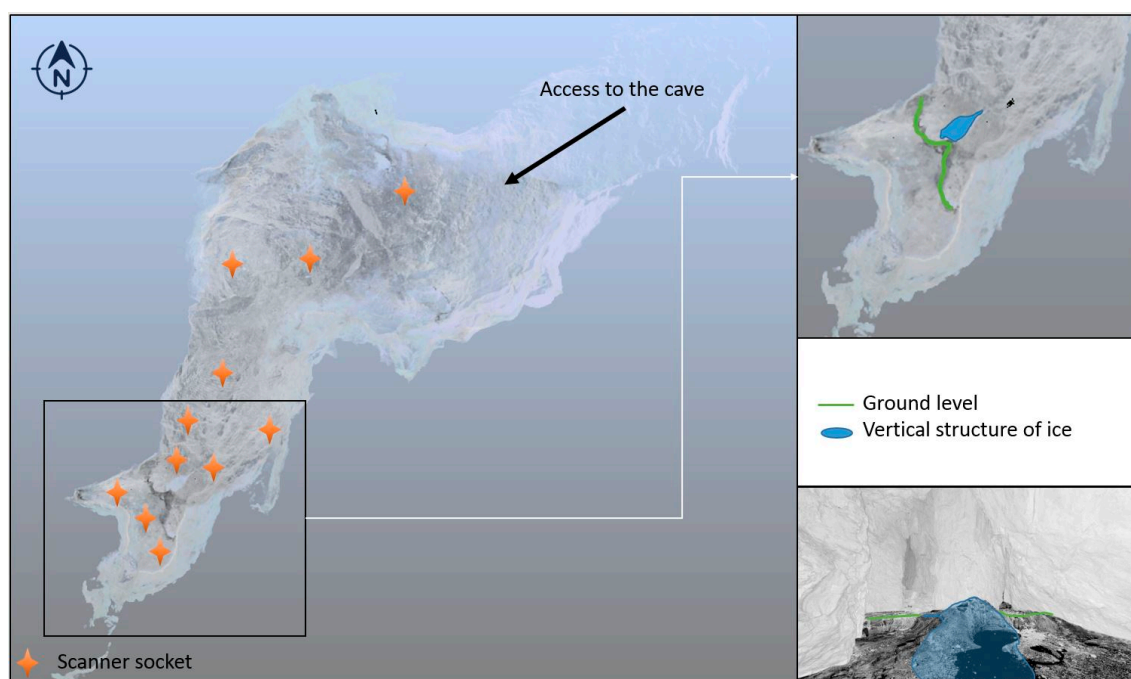 N
Access to the cave
Scanner socket
Ground level
Vertical structure of ice